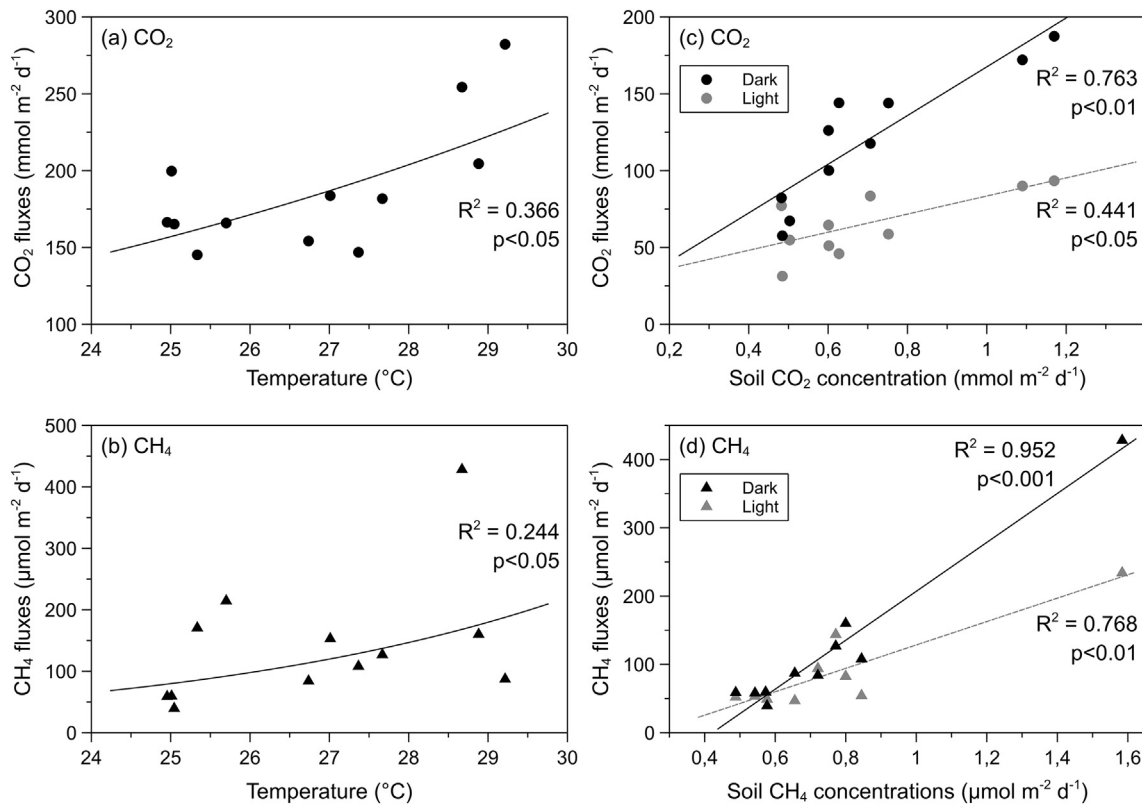 (a) CO₂
CO₂ fluxes (mmol m⁻² d⁻¹)
300
250
200
150
100
R² = 0.366
p<0.05
24 25 26 27 28 29 30
Temperature (°C)
(c) CO₂
Dark
Light
CO₂ fluxes (mmol m⁻² d⁻¹)
200
150
100
50
0
R² = 0.763
p<0.01
R² = 0.441
p<0.05
0,2 0,4 0,6 0,8 1 1,2
Soil CO₂ concentration (mmol m⁻² d⁻¹)
(b) CH₄
CH₄ fluxes (µmol m⁻² d⁻¹)
500
400
300
200
100
0
R² = 0.244
p<0.05
24 25 26 27 28 29 30
Temperature (°C)
(d) CH₄
Dark
Light
CH₄ fluxes (µmol m⁻² d⁻¹)
400
300
200
100
0
R² = 0.952
p<0.001
R² = 0.768
p<0.01
0,4 0,6 0,8 1 1,2 1,4 1,6
Soil CH₄ concentrations (µmol m⁻² d⁻¹)